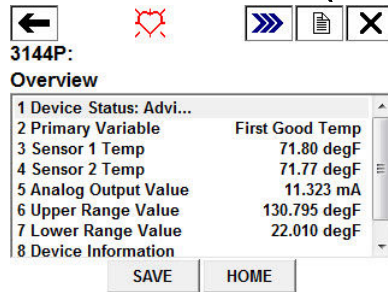 3144P:
Overview
1 Device Status: Advi...
2 Primary Variable First Good Temp
3 Sensor 1 Temp 71.80 degF
4 Sensor 2 Temp 71.77 degF
5 Analog Output Value 11.323 mA
6 Upper Range Value 130.795 degF
7 Lower Range Value 22.010 degF
8 Device Information
SAVE HOME